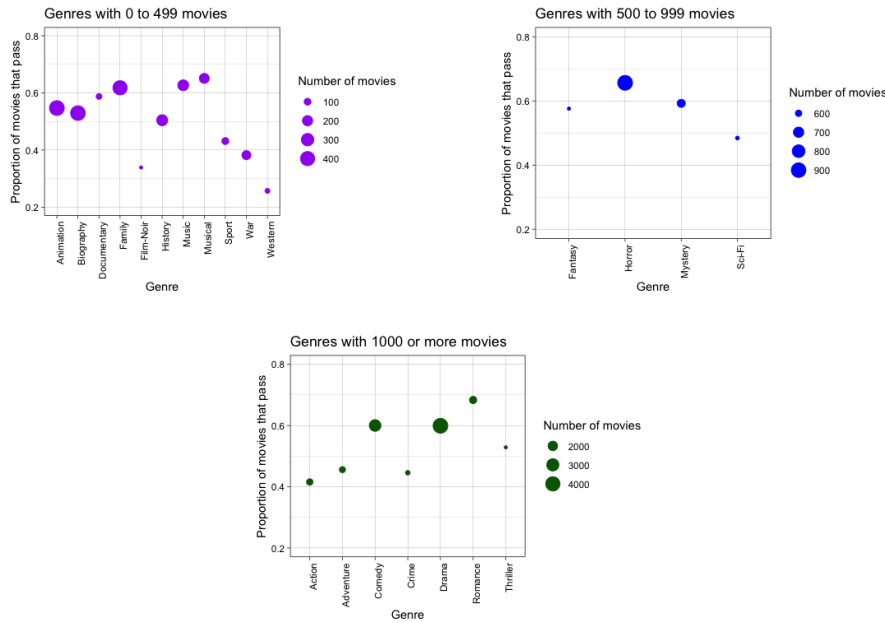 Genres with 0 to 499 movies
Proportion of movies that pass
0.8
0.6
0.4
0.2
Animation
Biography
Documentary
Family
Film-Noir
History
Music
Musical
Sport
War
Western
Genre
Number of movies
100
200
300
400
Genres with 500 to 999 movies
Proportion of movies that pass
0.8
0.6
0.4
0.2
Fantasy
Horror
Mystery
Sci-Fi
Genre
Number of movies
600
700
800
900
Genres with 1000 or more movies
Proportion of movies that pass
0.8
0.6
0.4
0.2
Action
Adventure
Comedy
Crime
Drama
Romance
Thriller
Genre
Number of movies
2000
3000
4000